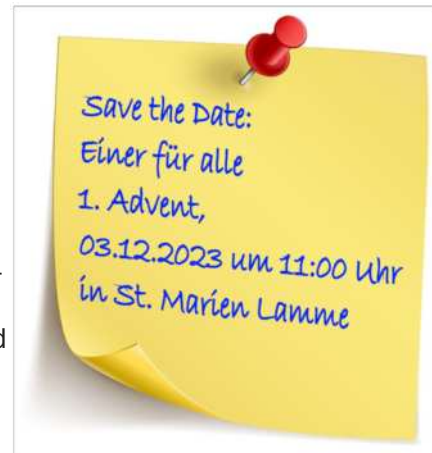 Save the Date:
Einer für alle
1. Advent,
03.12.2023 um 11:00 Uhr
in St. Marien Lamme
d